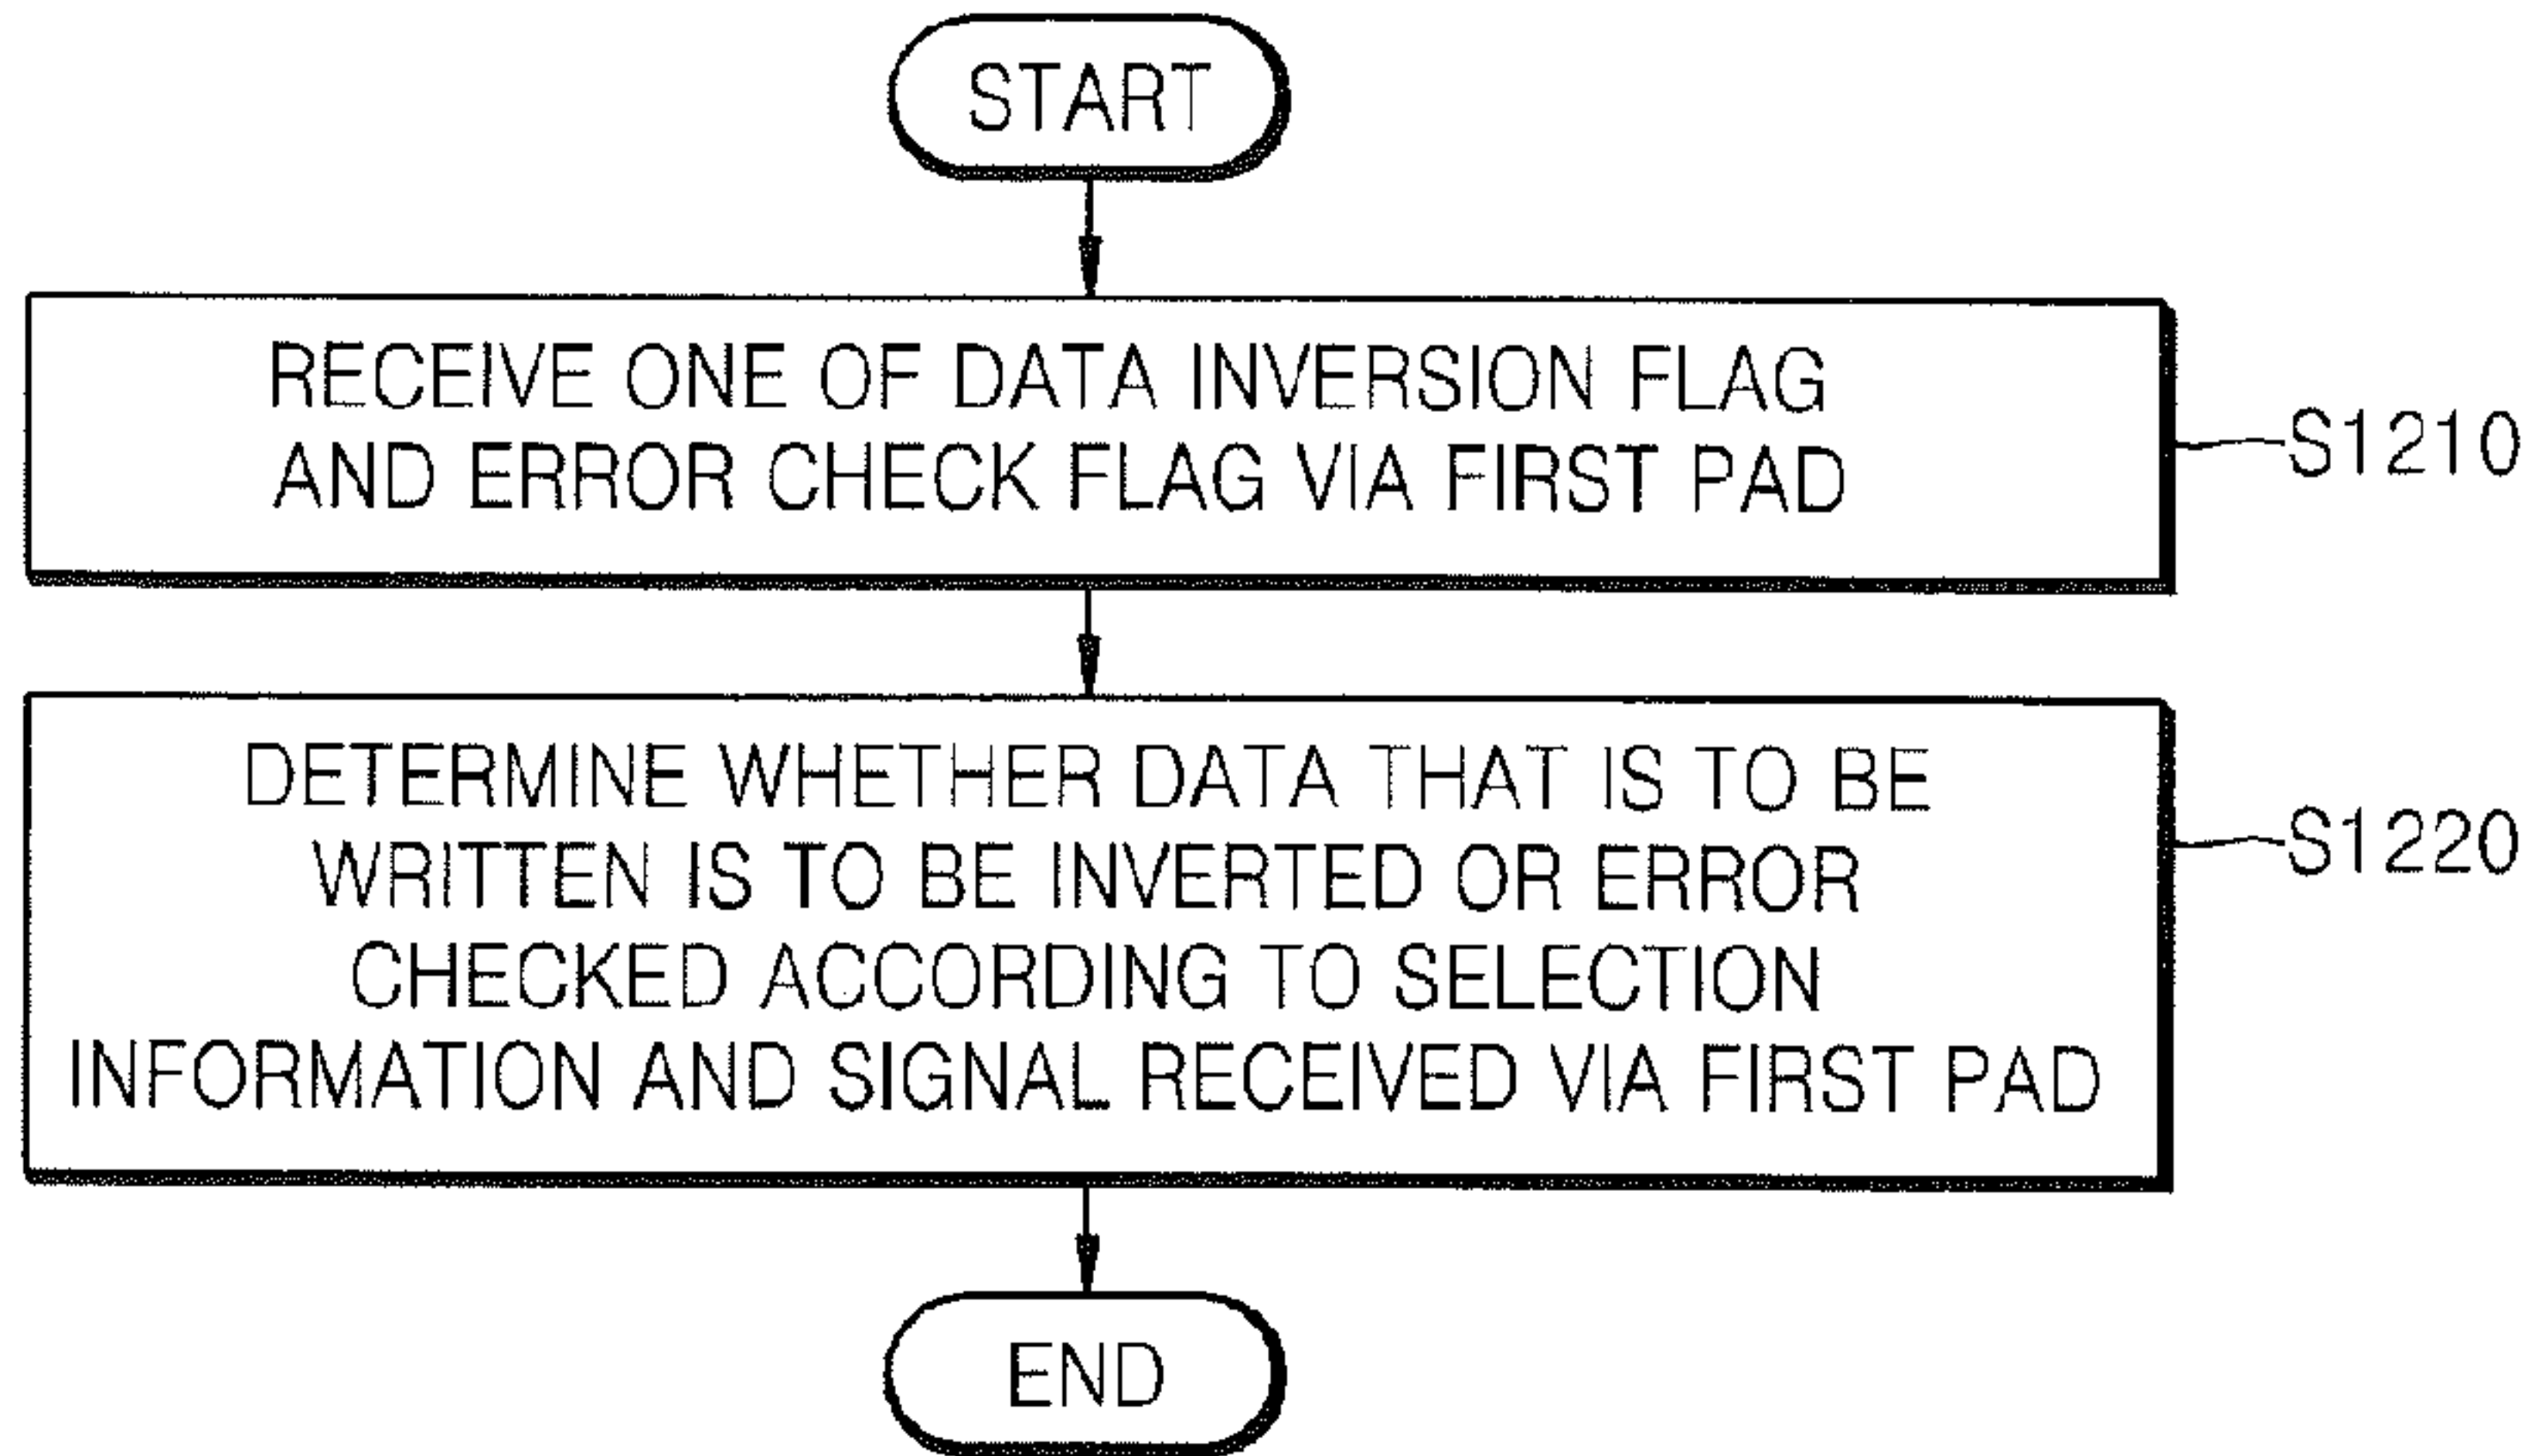 START
RECEIVE ONE OF DATA INVERSION FLAG
AND ERROR CHECK FLAG VIA FIRST PAD
S1210
DETERMINE WHETHER DATA THAT IS TO BE
WRITTEN IS TO BE INVERTED OR ERROR
CHECKED ACCORDING TO SELECTION
INFORMATION AND SIGNAL RECEIVED VIA FIRST PAD
S1220
END